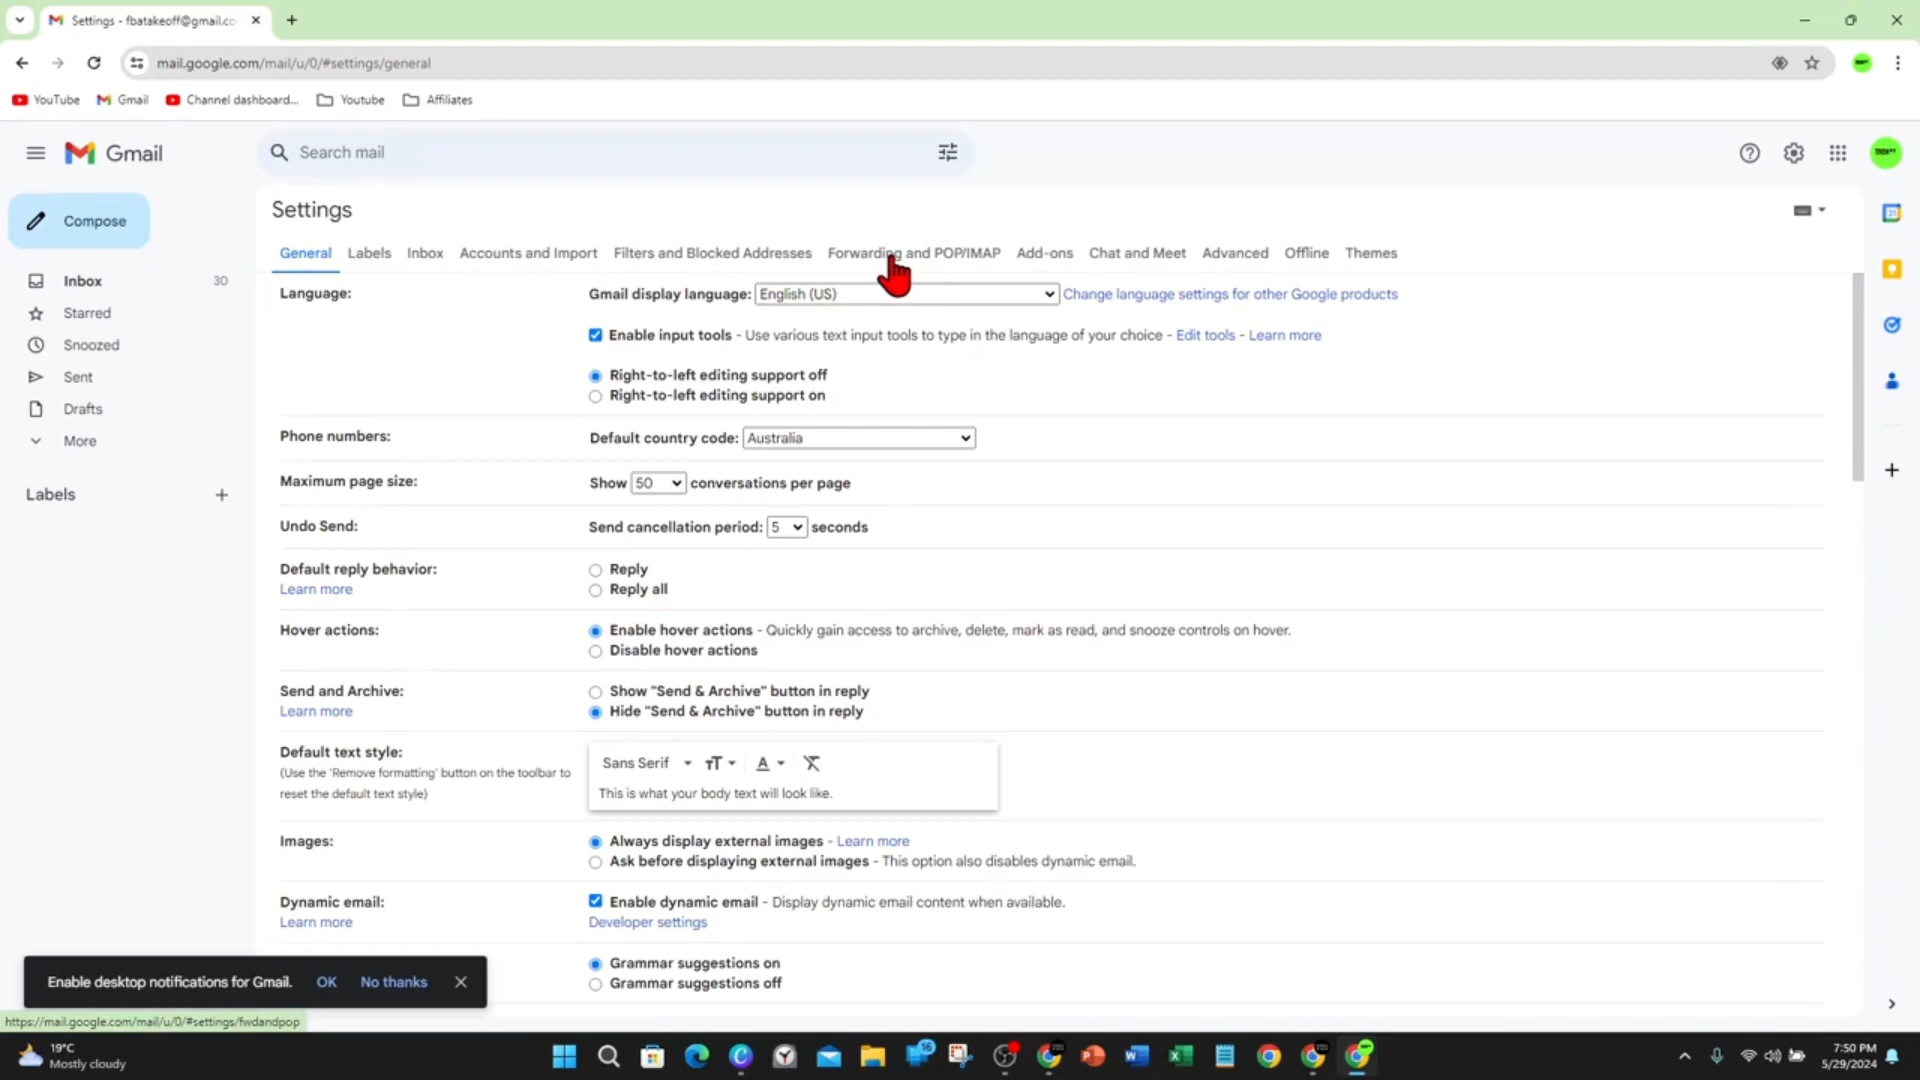 Settings - fbatakeoff@gmail.co
mail.google.com/mail/u/0/#settings/general
YouTube Gmail Channel dashboard... Youtube Affiliates
Gmail
Search mail
Compose
Inbox 30
Starred
Snoozed
Sent
Drafts
More
Labels
Settings
General Labels Inbox Accounts and Import Filters and Blocked Addresses Forwarding and POP/IMAP Add-ons Chat and Meet Advanced Offline Themes
Language: Gmail display language: English (US) Change language settings for other Google products
Enable input tools - Use various text input tools to type in the language of your choice - Edit tools - Learn more
Right-to-left editing support off
Right-to-left editing support on
Phone numbers: Default country code: Australia
Maximum page size: Show 50 conversations per page
Undo Send: Send cancellation period: 5 seconds
Default reply behavior: Reply
Learn more Reply all
Hover actions: Enable hover actions - Quickly gain access to archive, delete, mark as read, and snooze controls on hover.
Disable hover actions
Send and Archive: Show "Send & Archive" button in reply
Learn more Hide "Send & Archive" button in reply
Default text style:
(Use the 'Remove formatting' button on the toolbar to
reset the default text style)
Sans Serif
This is what your body text will look like.
Images: Always display external images - Learn more
Ask before displaying external images - This option also disables dynamic email.
Dynamic email: Enable dynamic email - Display dynamic email content when available.
Learn more Developer settings
Grammar suggestions on
Grammar suggestions off
Enable desktop notifications for Gmail. OK No thanks
https://mail.google.com/mail/u/0/#settings/fwdandpop
19°C
Mostly cloudy
16
7:50 PM
5/29/2024